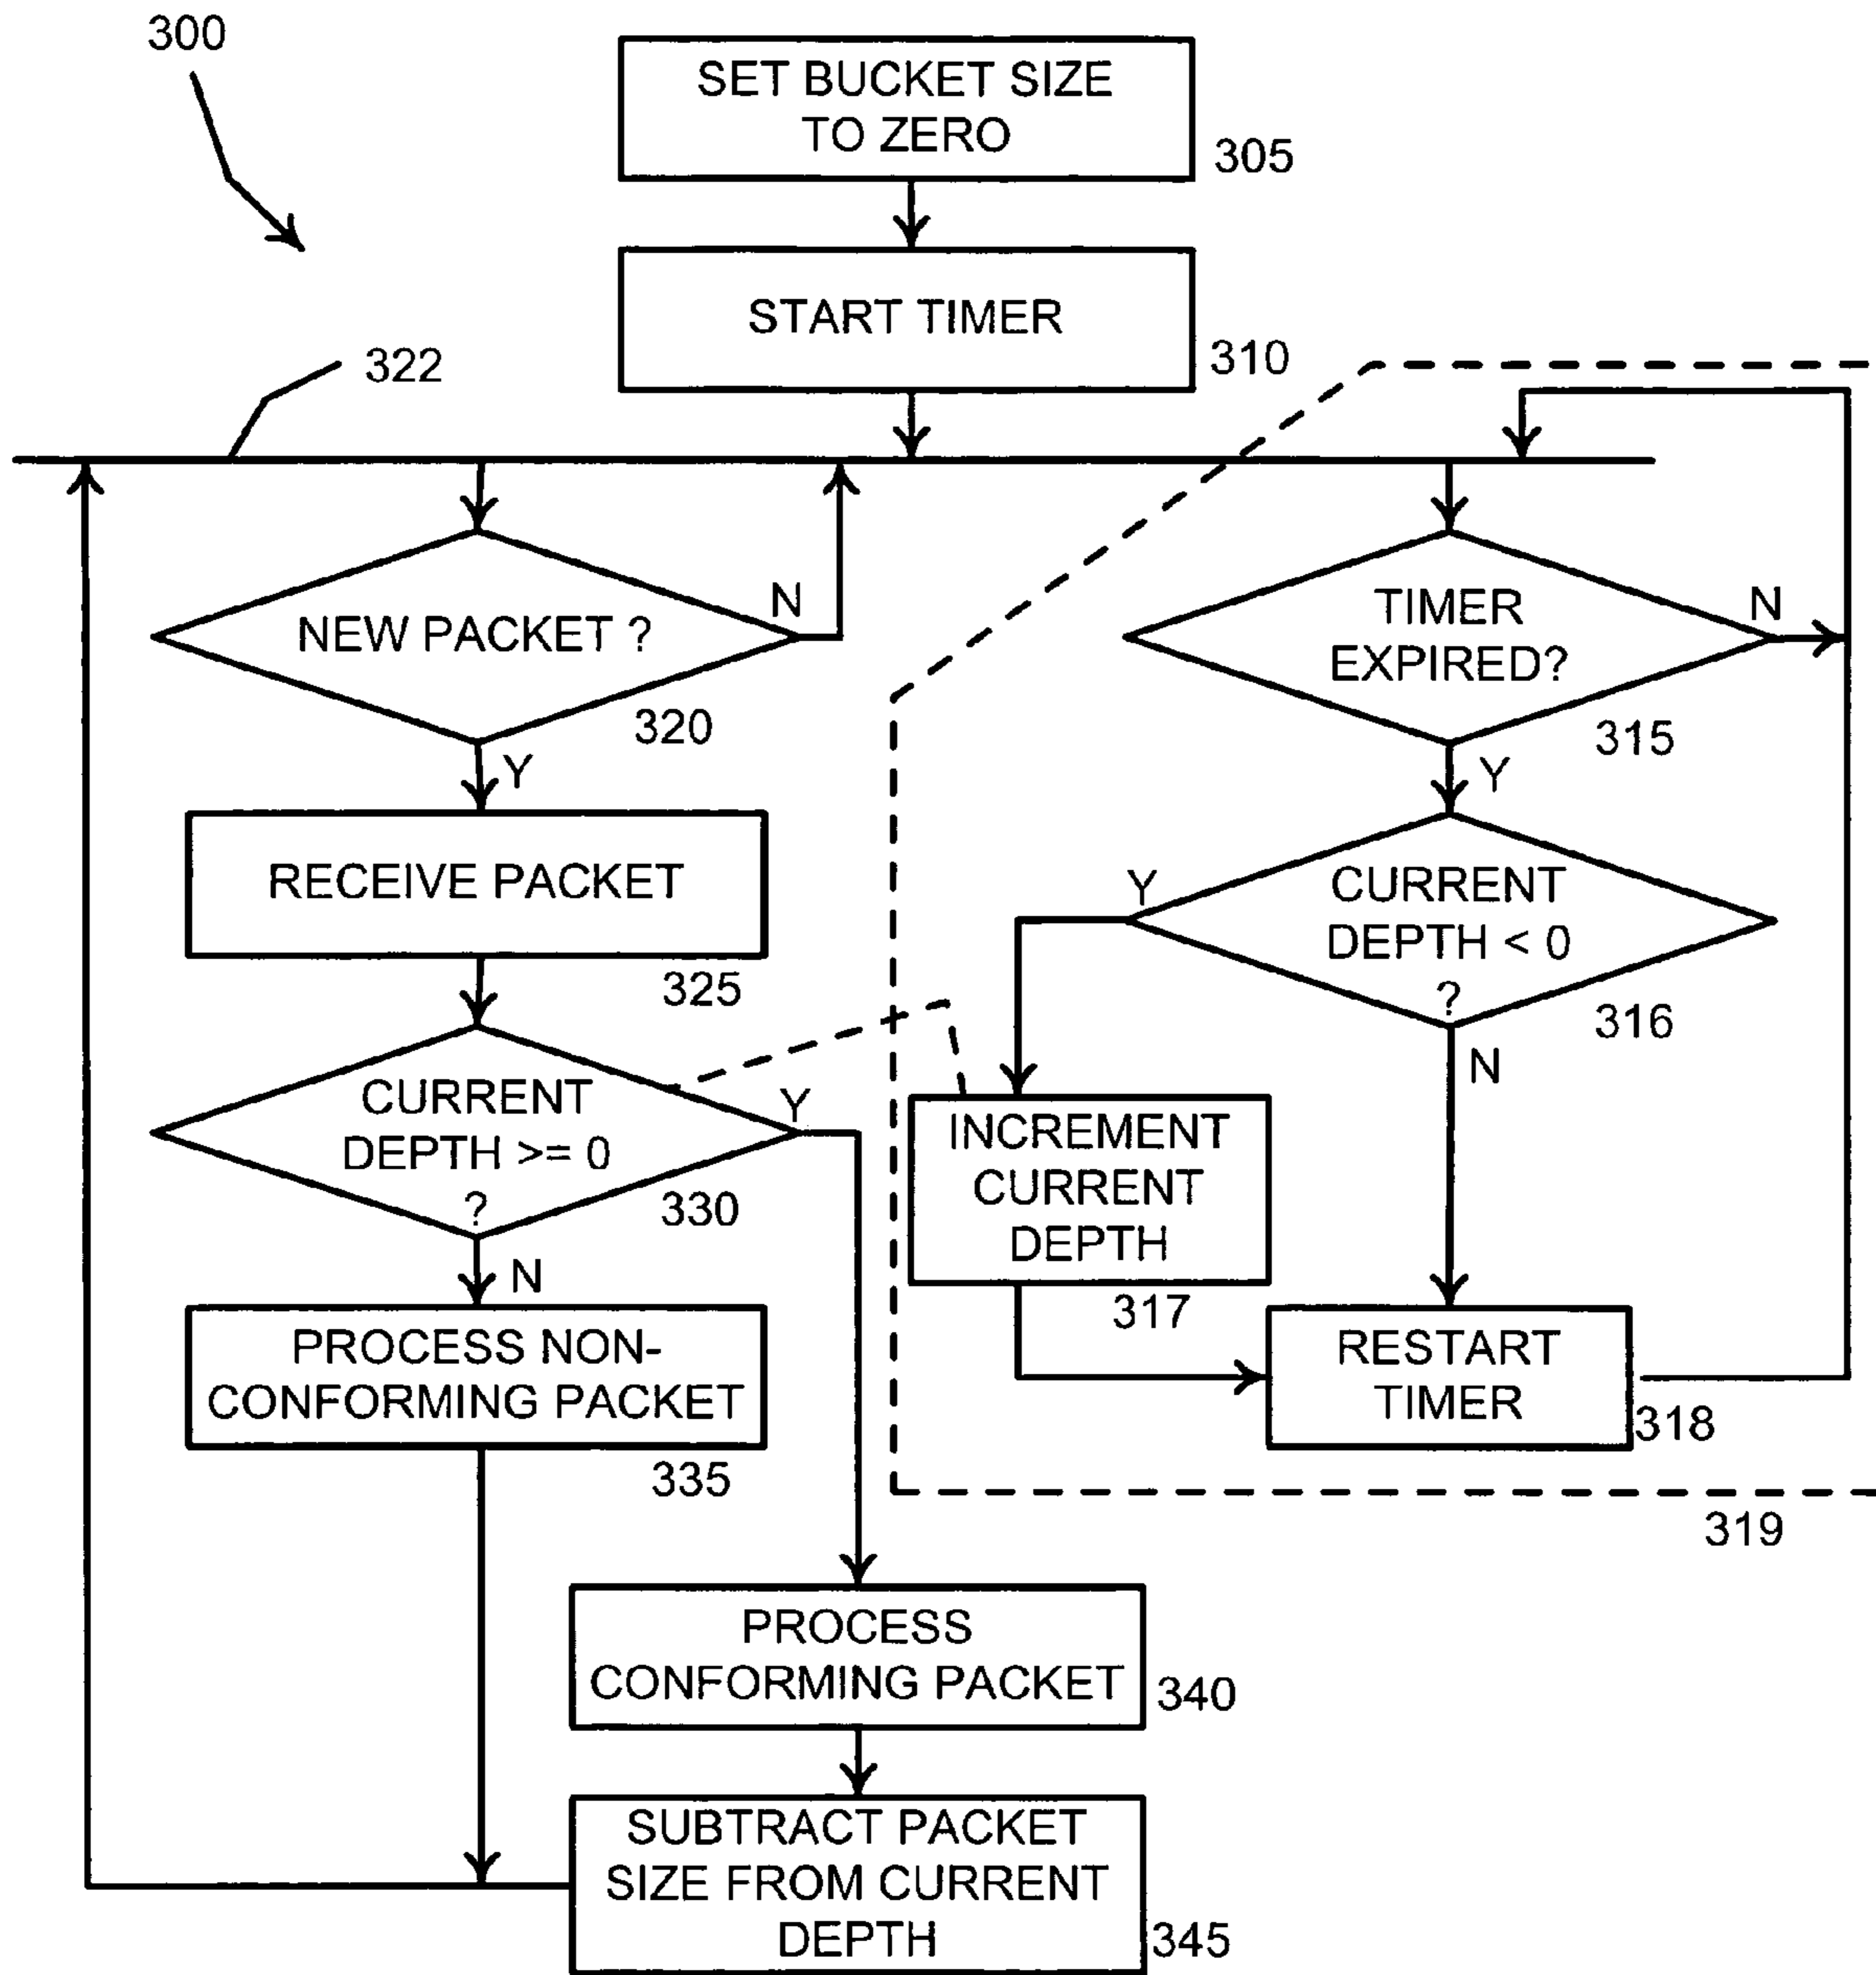 300
SET BUCKET SIZE
TO ZERO
305
START TIMER
310
322
NEW PACKET ?
N
320
Y
TIMER
EXPIRED?
N
315
Y
RECEIVE PACKET
325
CURRENT
DEPTH < 0
?
Y
316
N
CURRENT
DEPTH >= 0
?
Y
330
N
INCREMENT
CURRENT
DEPTH
317
PROCESS NON-
CONFORMING PACKET
335
RESTART
TIMER
318
319
PROCESS
CONFORMING PACKET
340
SUBTRACT PACKET
SIZE FROM CURRENT
DEPTH
345